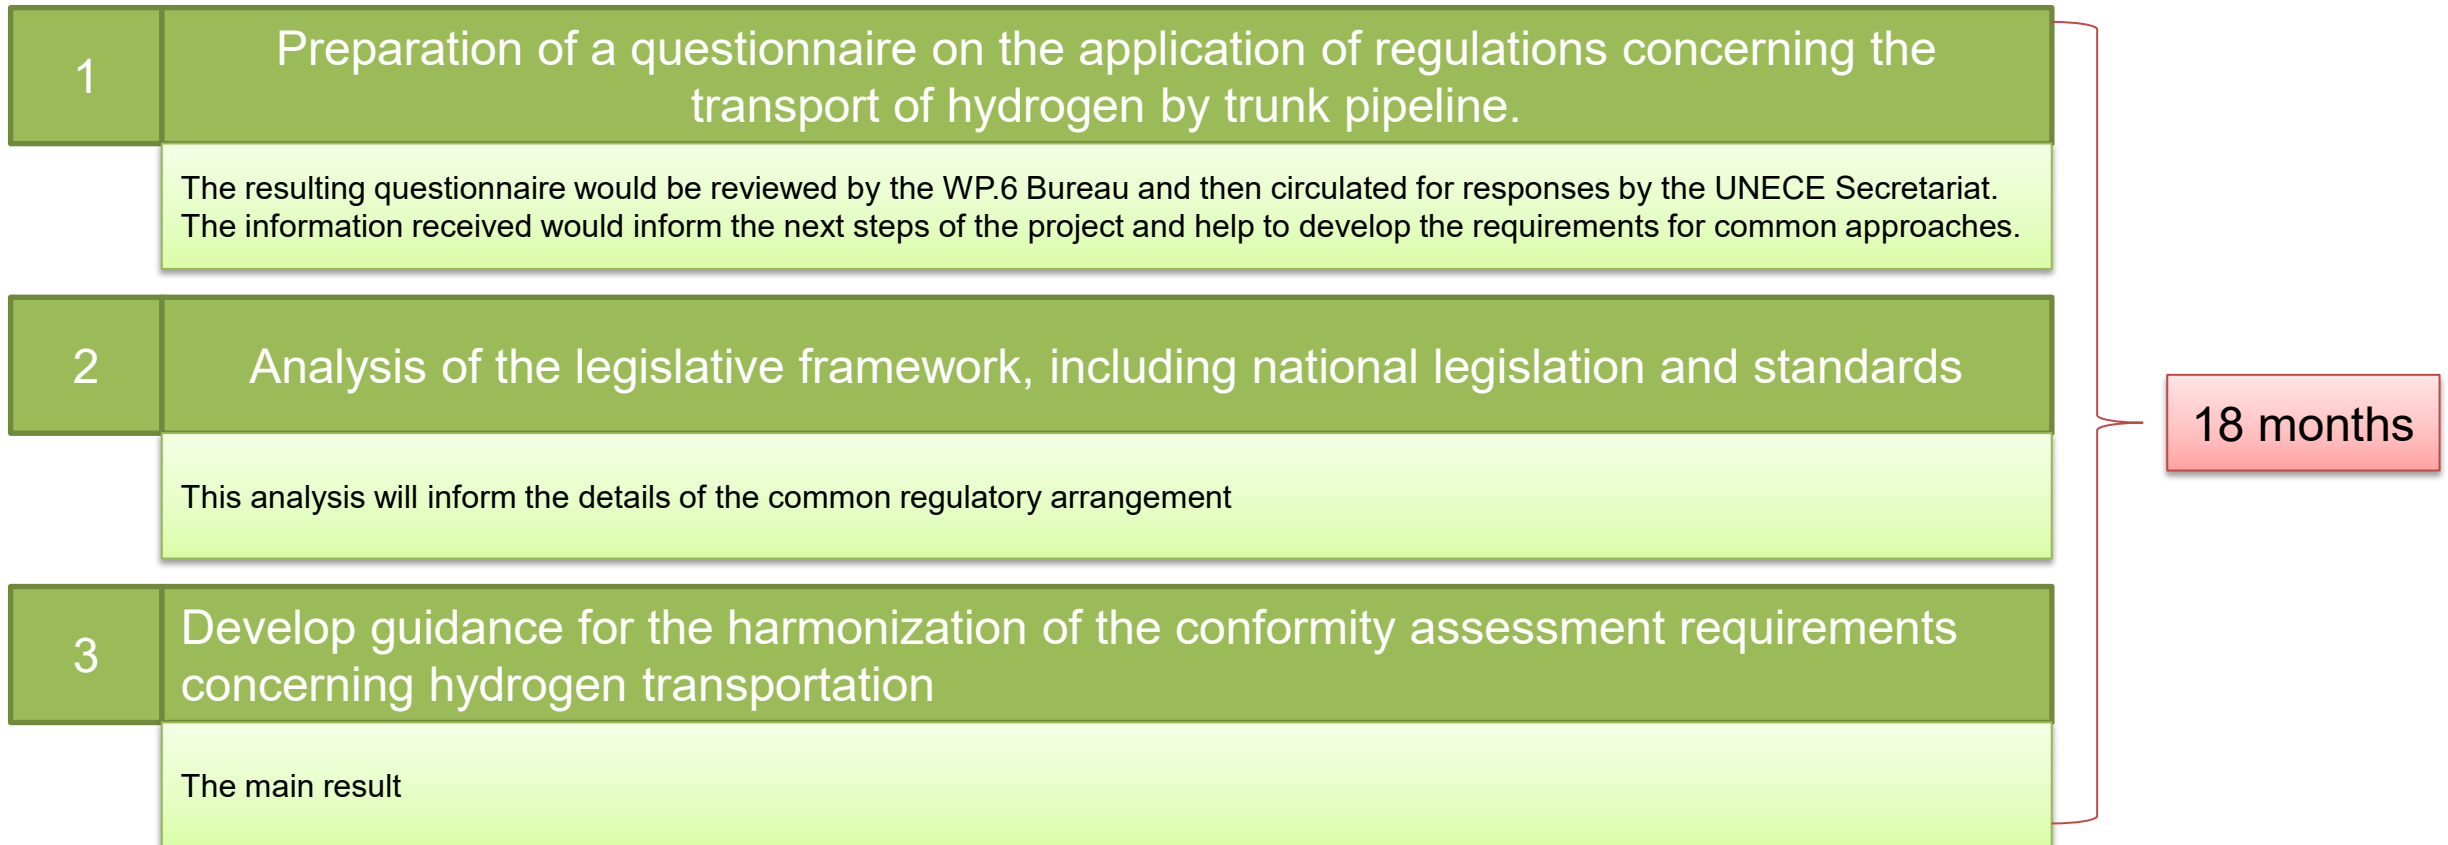 1
Preparation of a questionnaire on the application of regulations concerning the
transport of hydrogen by trunk pipeline.
The resulting questionnaire would be reviewed by the WP.6 Bureau and then circulated for responses by the UNECE Secretariat.
The information received would inform the next steps of the project and help to develop the requirements for common approaches.
2
Analysis of the legislative framework, including national legislation and standards
This analysis will inform the details of the common regulatory arrangement
3
Develop guidance for the harmonization of the conformity assessment requirements
concerning hydrogen transportation
The main result
18 months